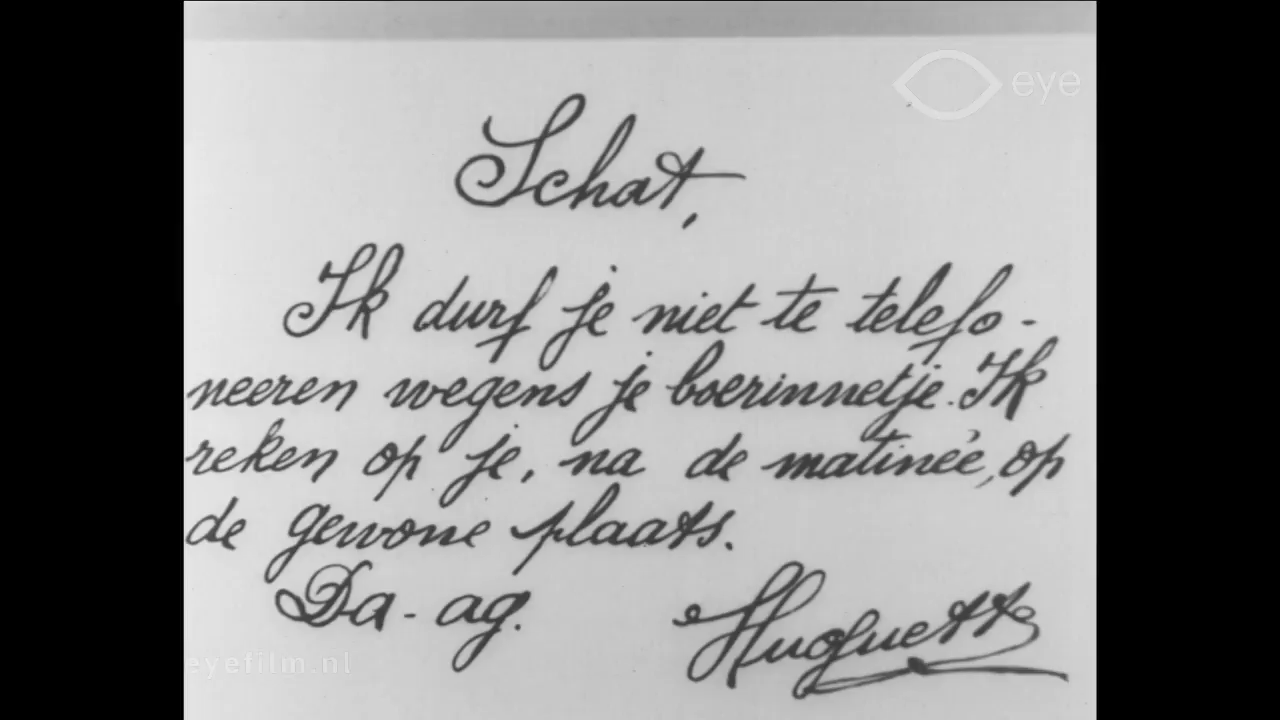 eye
Schat,
Ik durf je niet te telefo-
neeren wegens je boerinnetje. Ik
reken op je, na de matinée, op
de gewone plaats.
Da-ag.
Huguette
eyefilm.nl